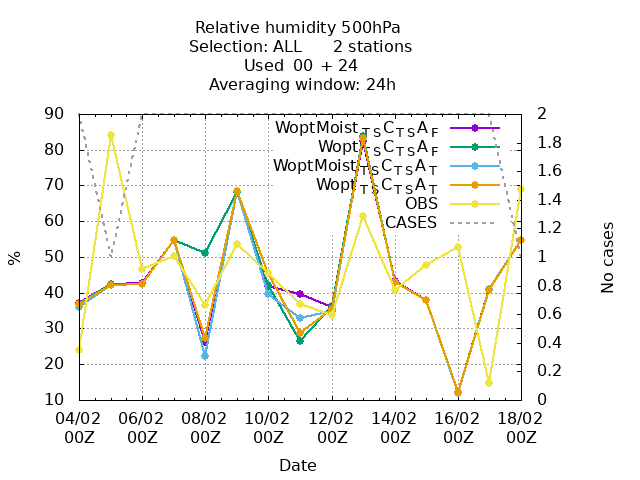 Relative humidity 500hPa
Selection: ALL 2 stations
Used 00 + 24
Averaging window: 24h
90 2
WoptMoist_TS C_TS A_F
80 1.8
Wopt_TS C_TS A_F
WoptMoist_TS C_TS A_T
70 1.6
Wopt_TS C_TS A_T
60 1.4
OBS
CASES
1.2
50 1
40 0.8
0.6
30 0.4
20 0.2
10 0
%
No cases
04/02 06/02 08/02 10/02 12/02 14/02 16/02 18/02
00Z 00Z 00Z 00Z 00Z 00Z 00Z 00Z
Date